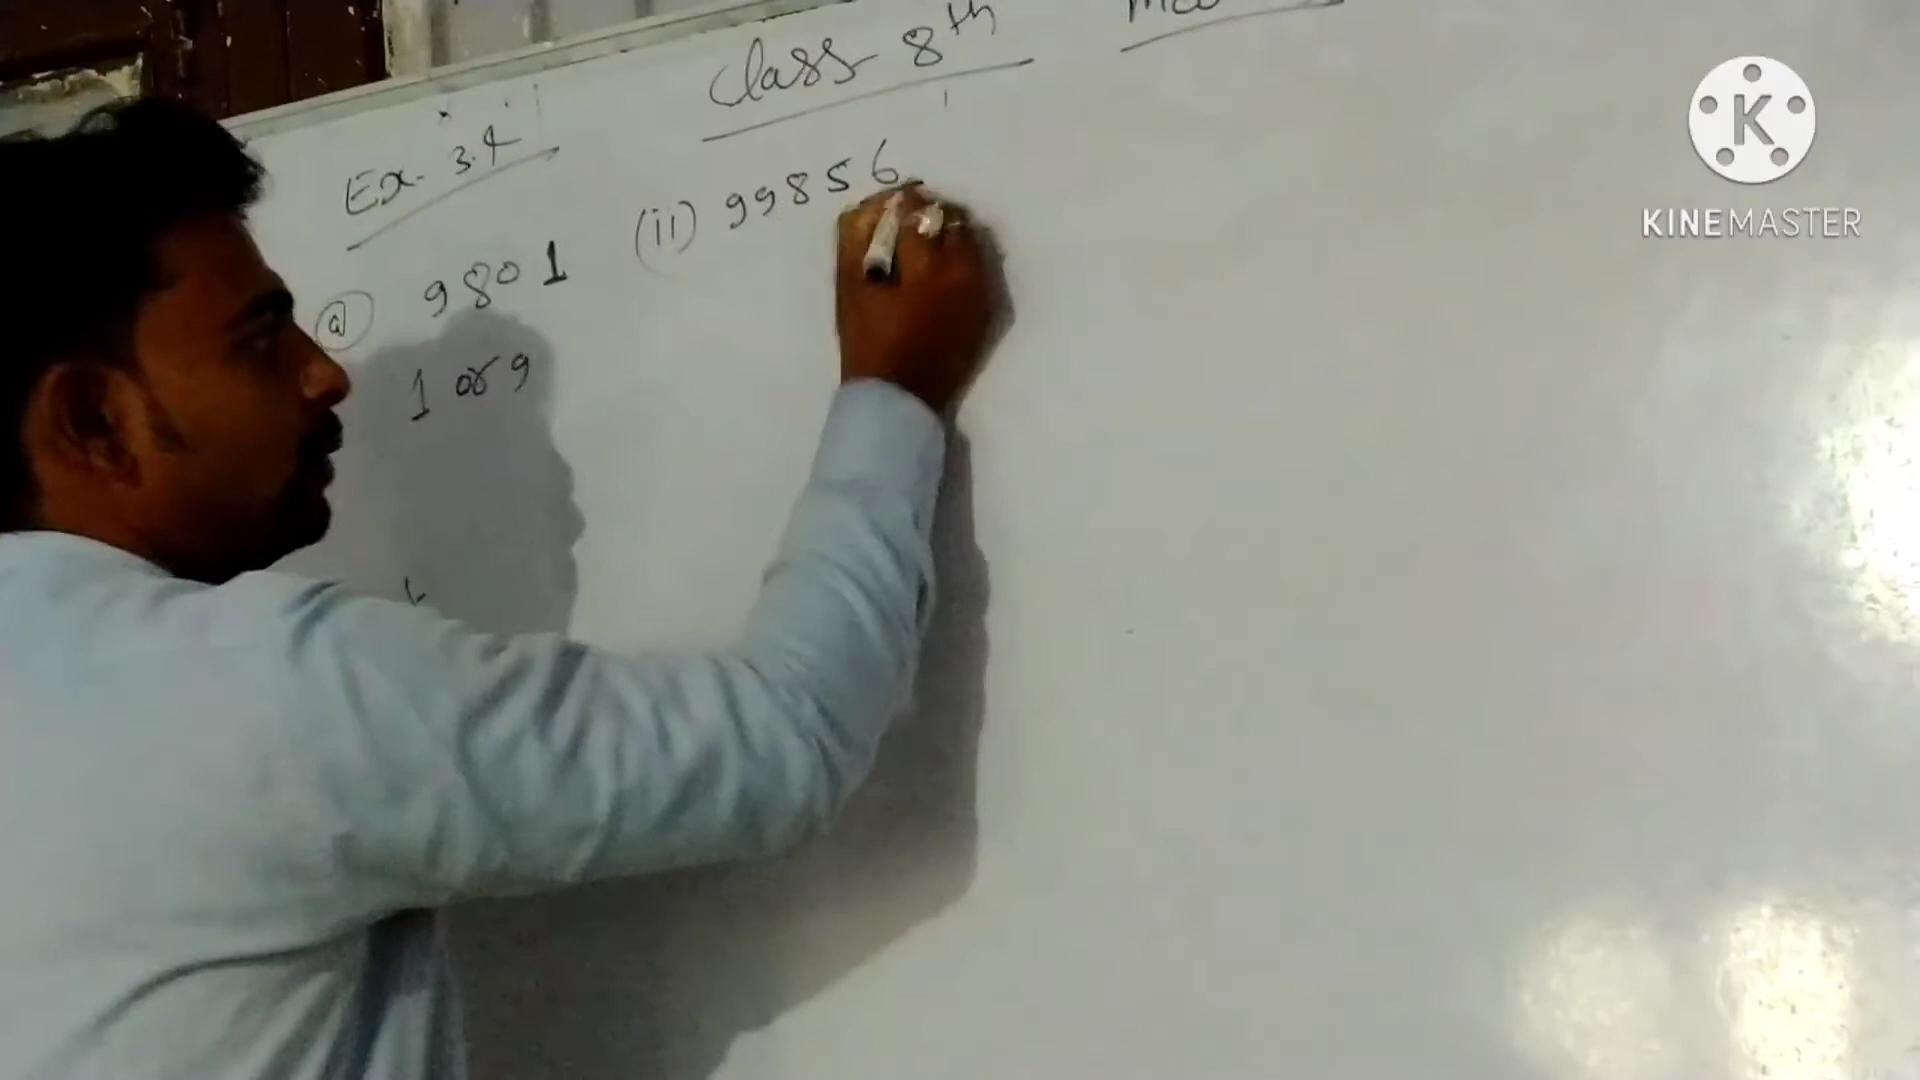 Class 8th
Ex. 3.4
(a) 9801
(ii) 99856
1 or 9
K
KINEMASTER